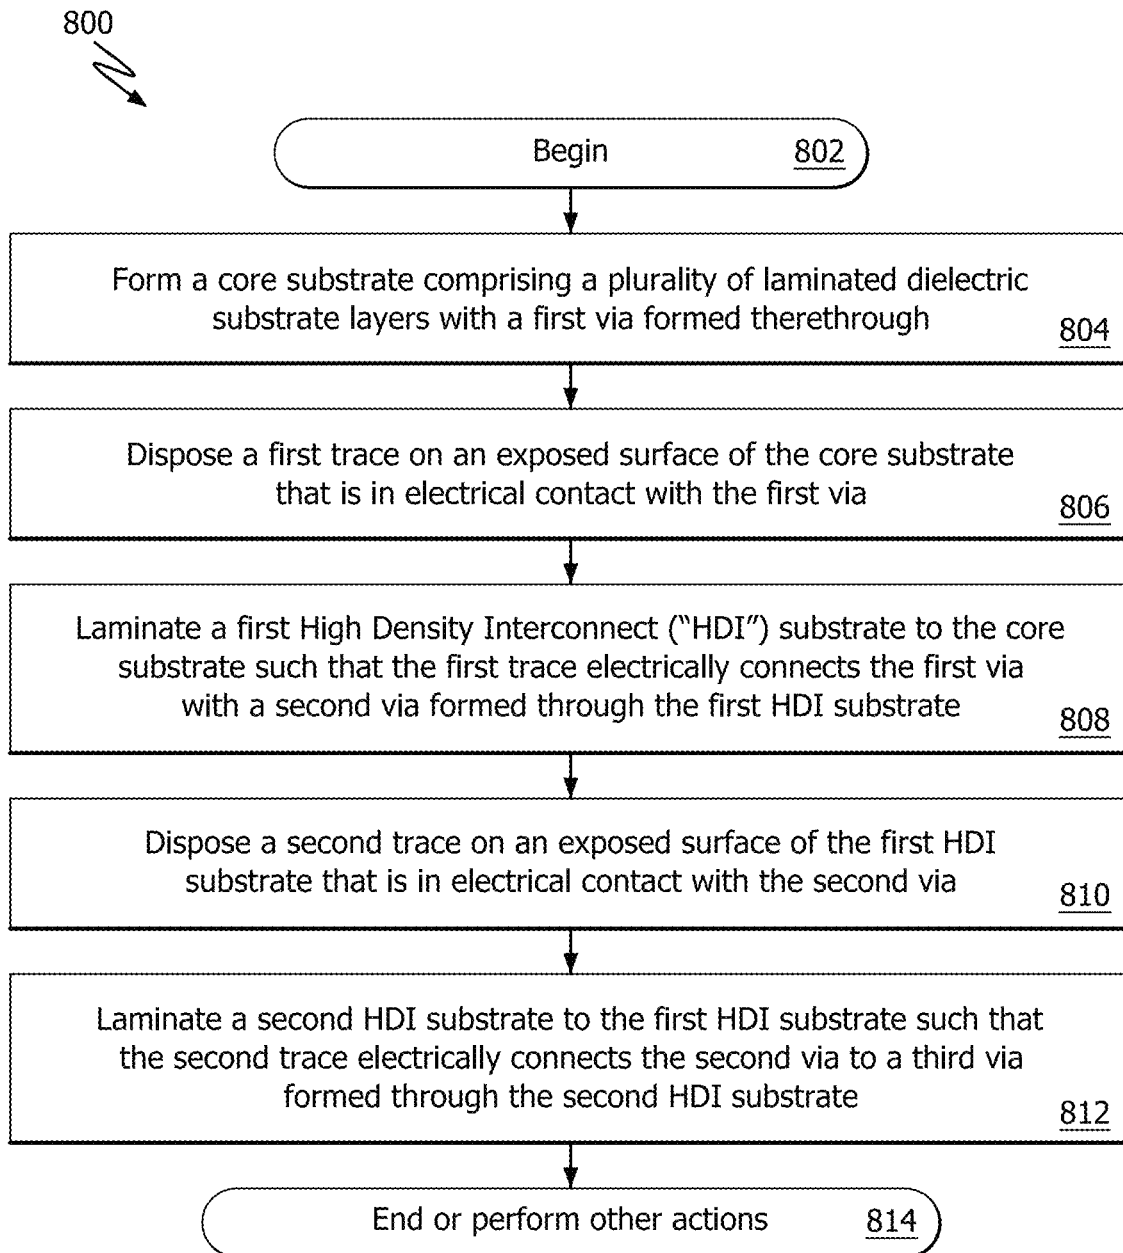 800
Begin 802
Form a core substrate comprising a plurality of laminated dielectric
substrate layers with a first via formed therethrough
804
Dispose a first trace on an exposed surface of the core substrate
that is in electrical contact with the first via
806
Laminate a first High Density Interconnect (“HDI”) substrate to the core
substrate such that the first trace electrically connects the first via
with a second via formed through the first HDI substrate
808
Dispose a second trace on an exposed surface of the first HDI
substrate that is in electrical contact with the second via
810
Laminate a second HDI substrate to the first HDI substrate such that
the second trace electrically connects the second via to a third via
formed through the second HDI substrate
812
End or perform other actions 814